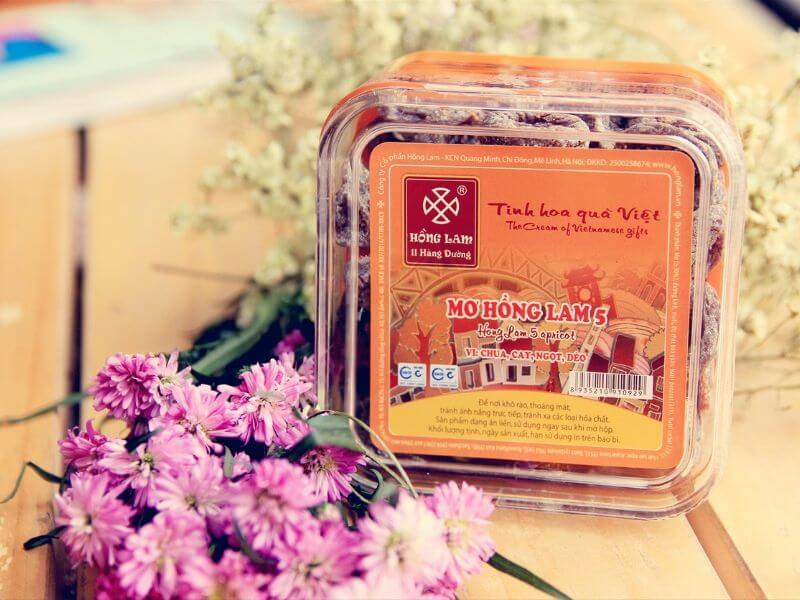 Công ty Cổ phần Hồng Lam - KCN Quang Minh, Chi Đông, Mê Linh, Hà Nội; ĐKKD: 2500258674;
HỒNG LAM ®
11 Hàng Đường
Tinh hoa quà Việt
The Cream of Vietnamese gifts
MƠ HỒNG LAM 5
Hong Lam 5 apricot
VỊ: CHUA, CAY, NGỌT, DẺO
8 935210 910929
Để nơi khô ráo, thoáng mát,
tránh ánh nắng trực tiếp, tránh xa các loại hóa chất.
Sản phẩm dạng ăn liền, sử dụng ngay sau khi mở hộp.
Khối lượng tịnh, ngày sản xuất, hạn sử dụng in trên bao bì.